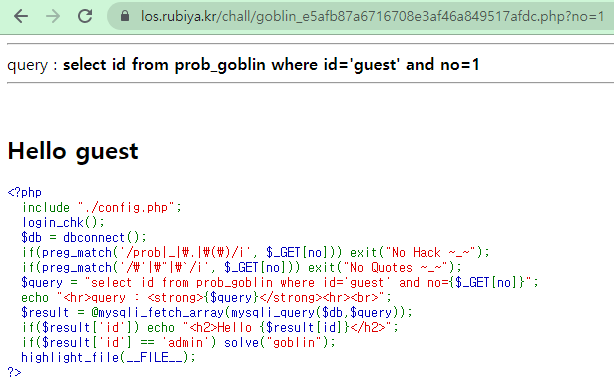 los.rubiya.kr/chall/goblin_e5afb87a6716708e3af46a849517afdc.php?no=1
query : select id from prob_goblin where id='guest' and no=1
Hello guest
<?php
include "./config.php";
login_chk();
$db = dbconnect();
if(preg_match('/prob|_|₩.|₩(₩)/i', $_GET[no])) exit("No Hack ~_~");
if(preg_match('/₩'|₩"|₩`/i', $_GET[no])) exit("No Quotes ~_~");
$query = "select id from prob_goblin where id='guest' and no={$_GET[no]}";
echo "<hr>query : <strong>{$query}</strong><hr><br>";
$result = @mysqli_fetch_array(mysqli_query($db,$query));
if($result['id']) echo "<h2>Hello {$result[id]}</h2>";
if($result['id'] == 'admin') solve("goblin");
highlight_file(__FILE__);
?>